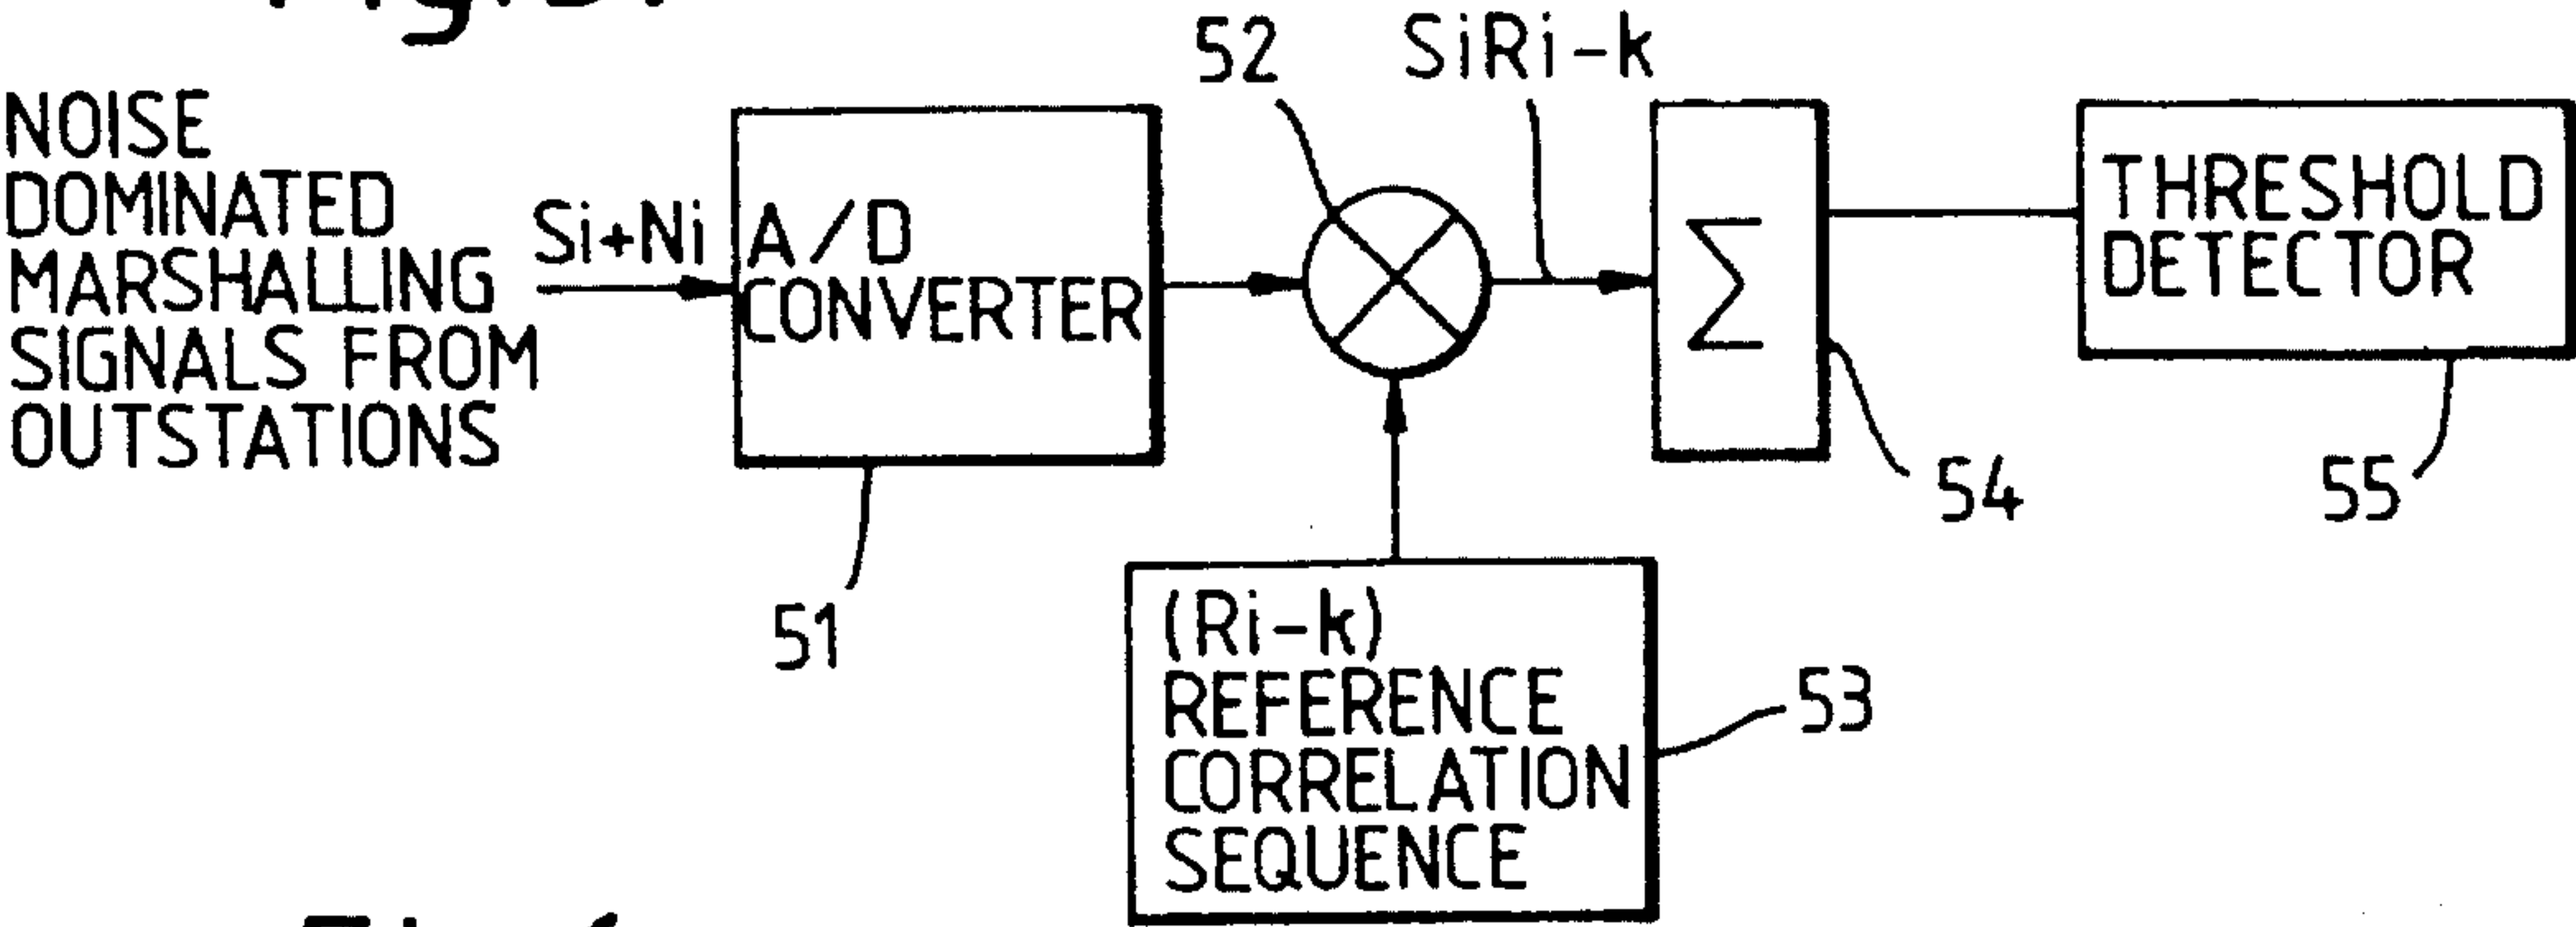 NOISE
DOMINATED
MARSHALLING
SIGNALS FROM
OUTSTATIONS
Si+Ni
A/D
CONVERTER
51
52
SiRi-k
(Ri-k)
REFERENCE
CORRELATION
SEQUENCE
53
Σ
54
THRESHOLD
DETECTOR
55